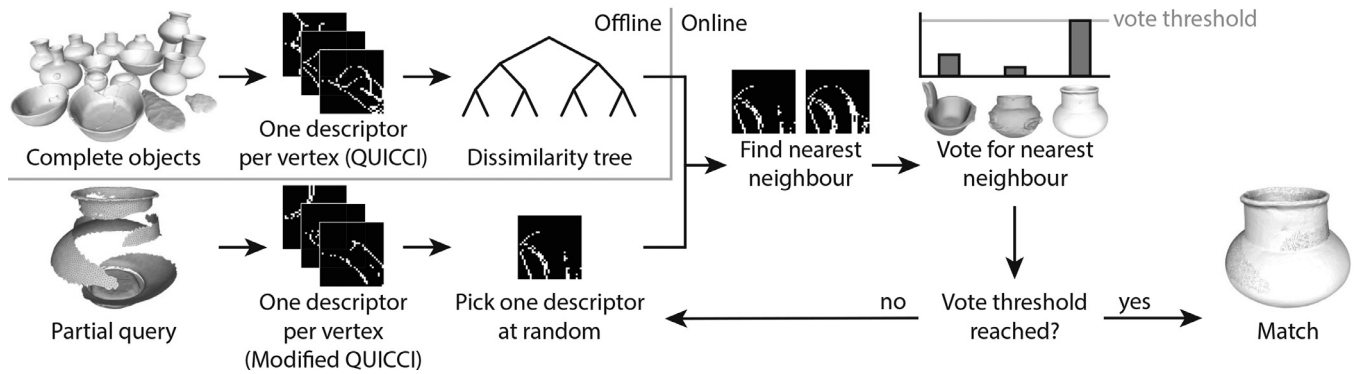 Offline
Online
vote threshold
Complete objects
One descriptor
per vertex (QUICCI)
Dissimilarity tree
Find nearest
neighbour
Vote for nearest
neighbour
Partial query
One descriptor
per vertex
(Modified QUICCI)
Pick one descriptor
at random
no
Vote threshold
reached?
yes
Match